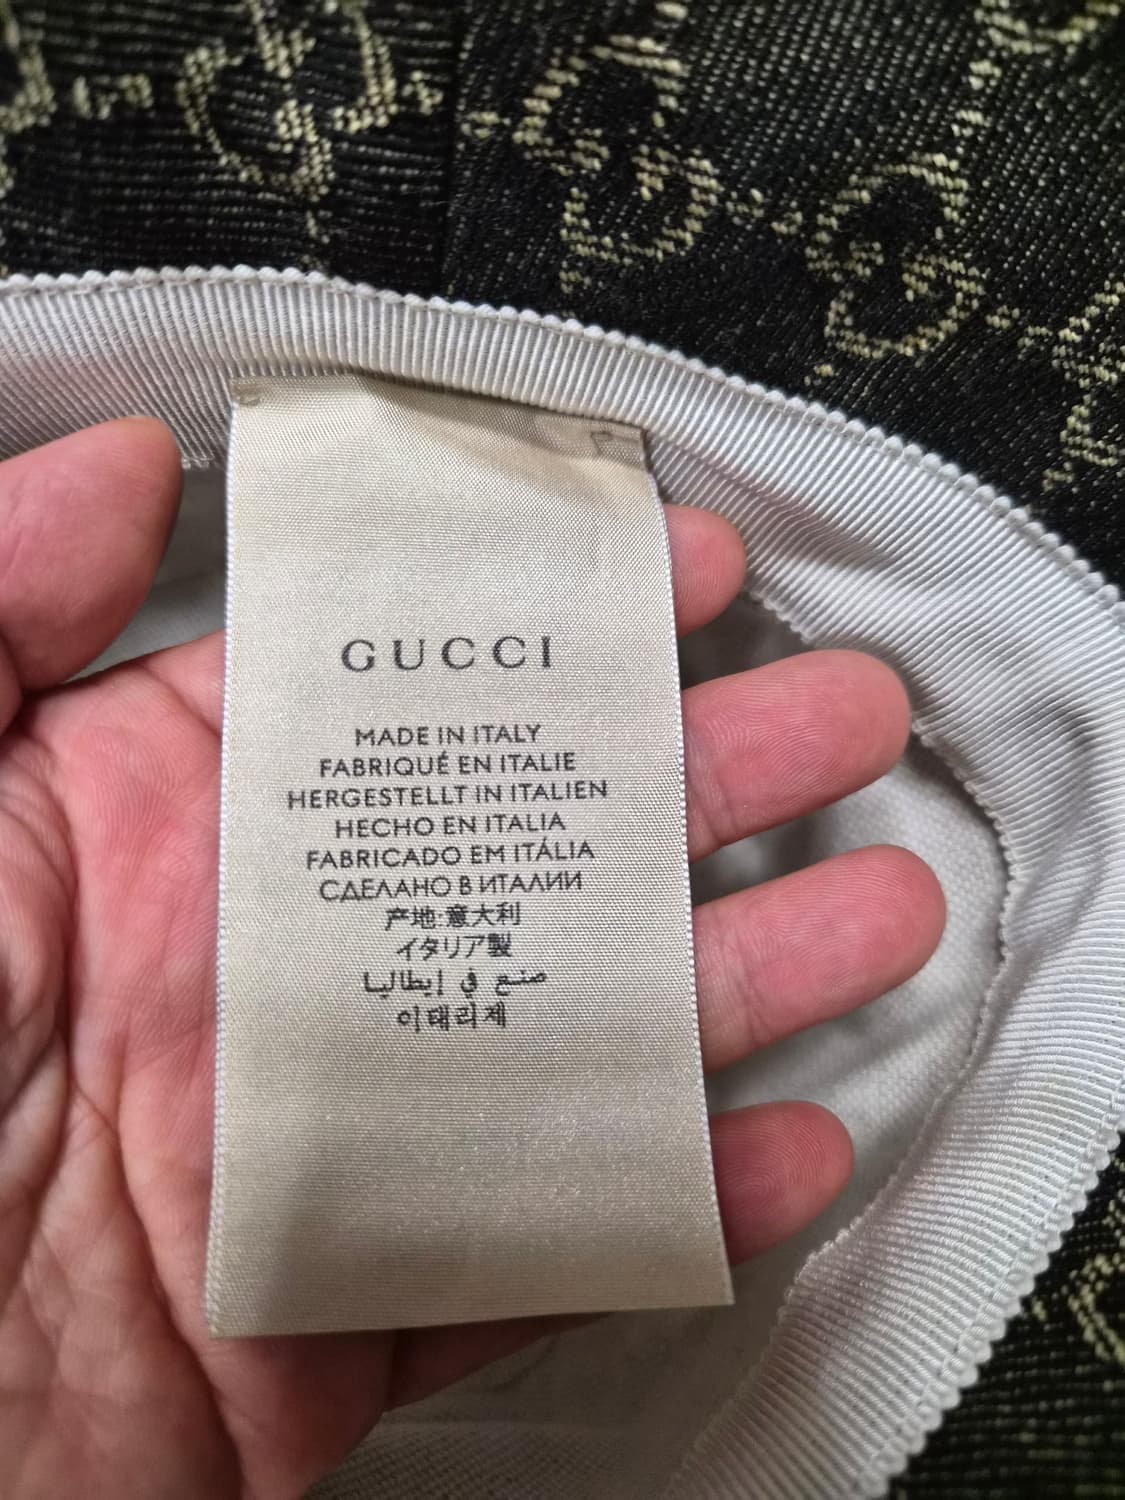 GUCCI
MADE IN ITALY
FABRIQUÉ EN ITALIE
HERGESTELLT IN ITALIEN
HECHO EN ITALIA
FABRICADO EM ITÁLIA
СДЕЛАНО В ИТАЛИИ
产地:意大利
イタリア製
صنع في إيطاليا
이태리제